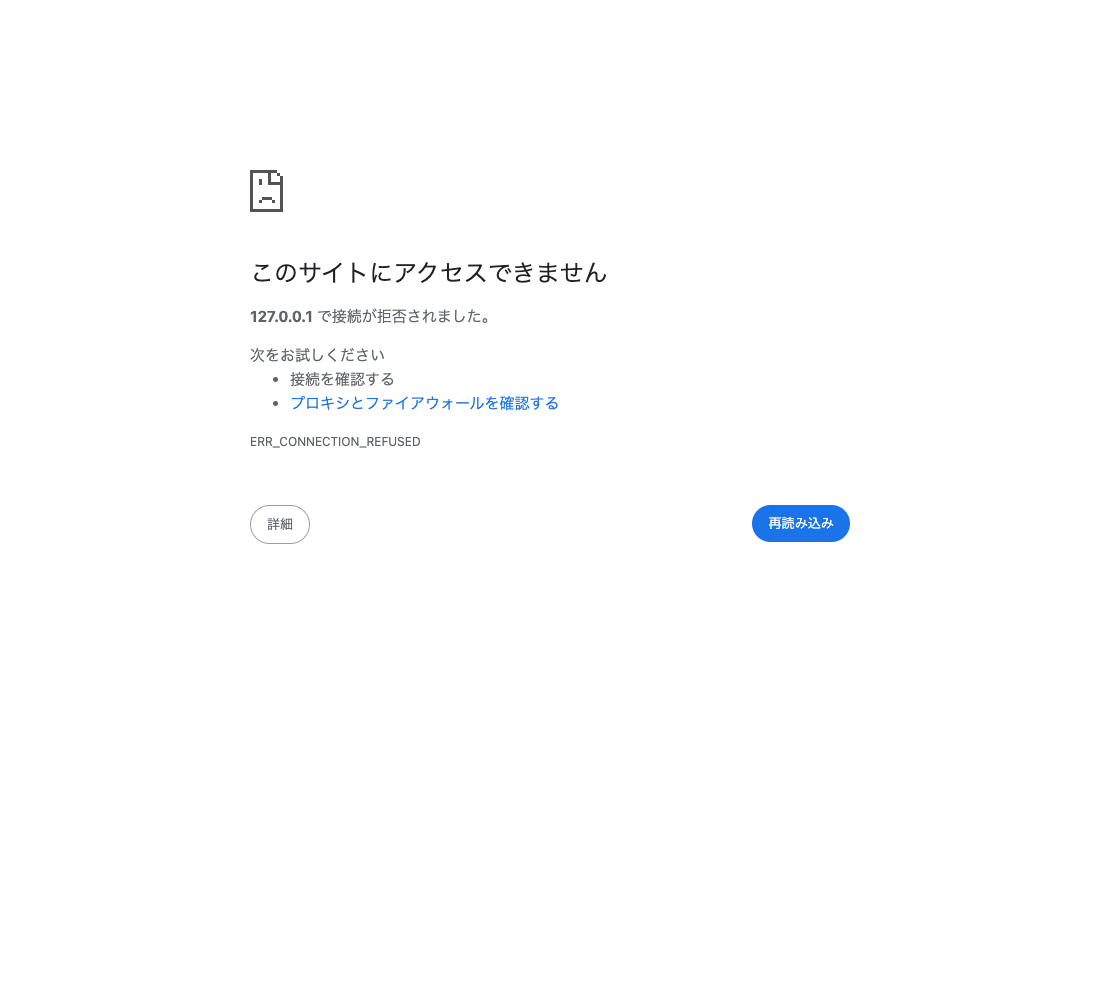 このサイトにアクセスできません
127.0.0.1 で接続が拒否されました。
次をお試しください
接続を確認する
プロキシとファイアウォールを確認する
ERR_CONNECTION_REFUSED
詳細
再読み込み